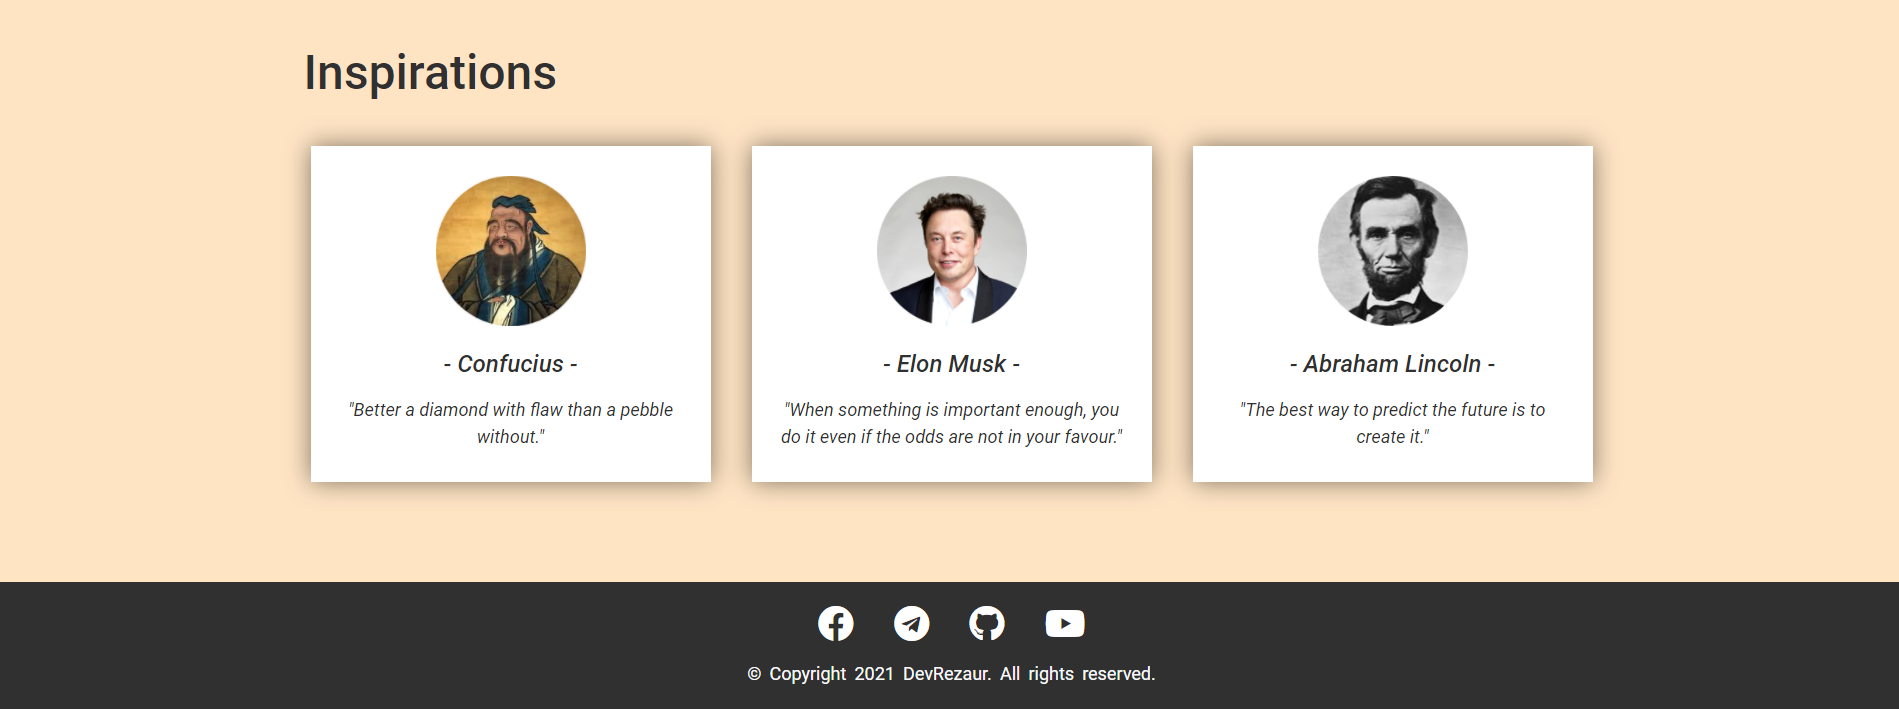 Inspirations
- Confucius -
"Better a diamond with flaw than a pebble
without."
- Elon Musk -
"When something is important enough, you
do it even if the odds are not in your favour."
- Abraham Lincoln -
"The best way to predict the future is to
create it."
© Copyright 2021 DevRezaur. All rights reserved.